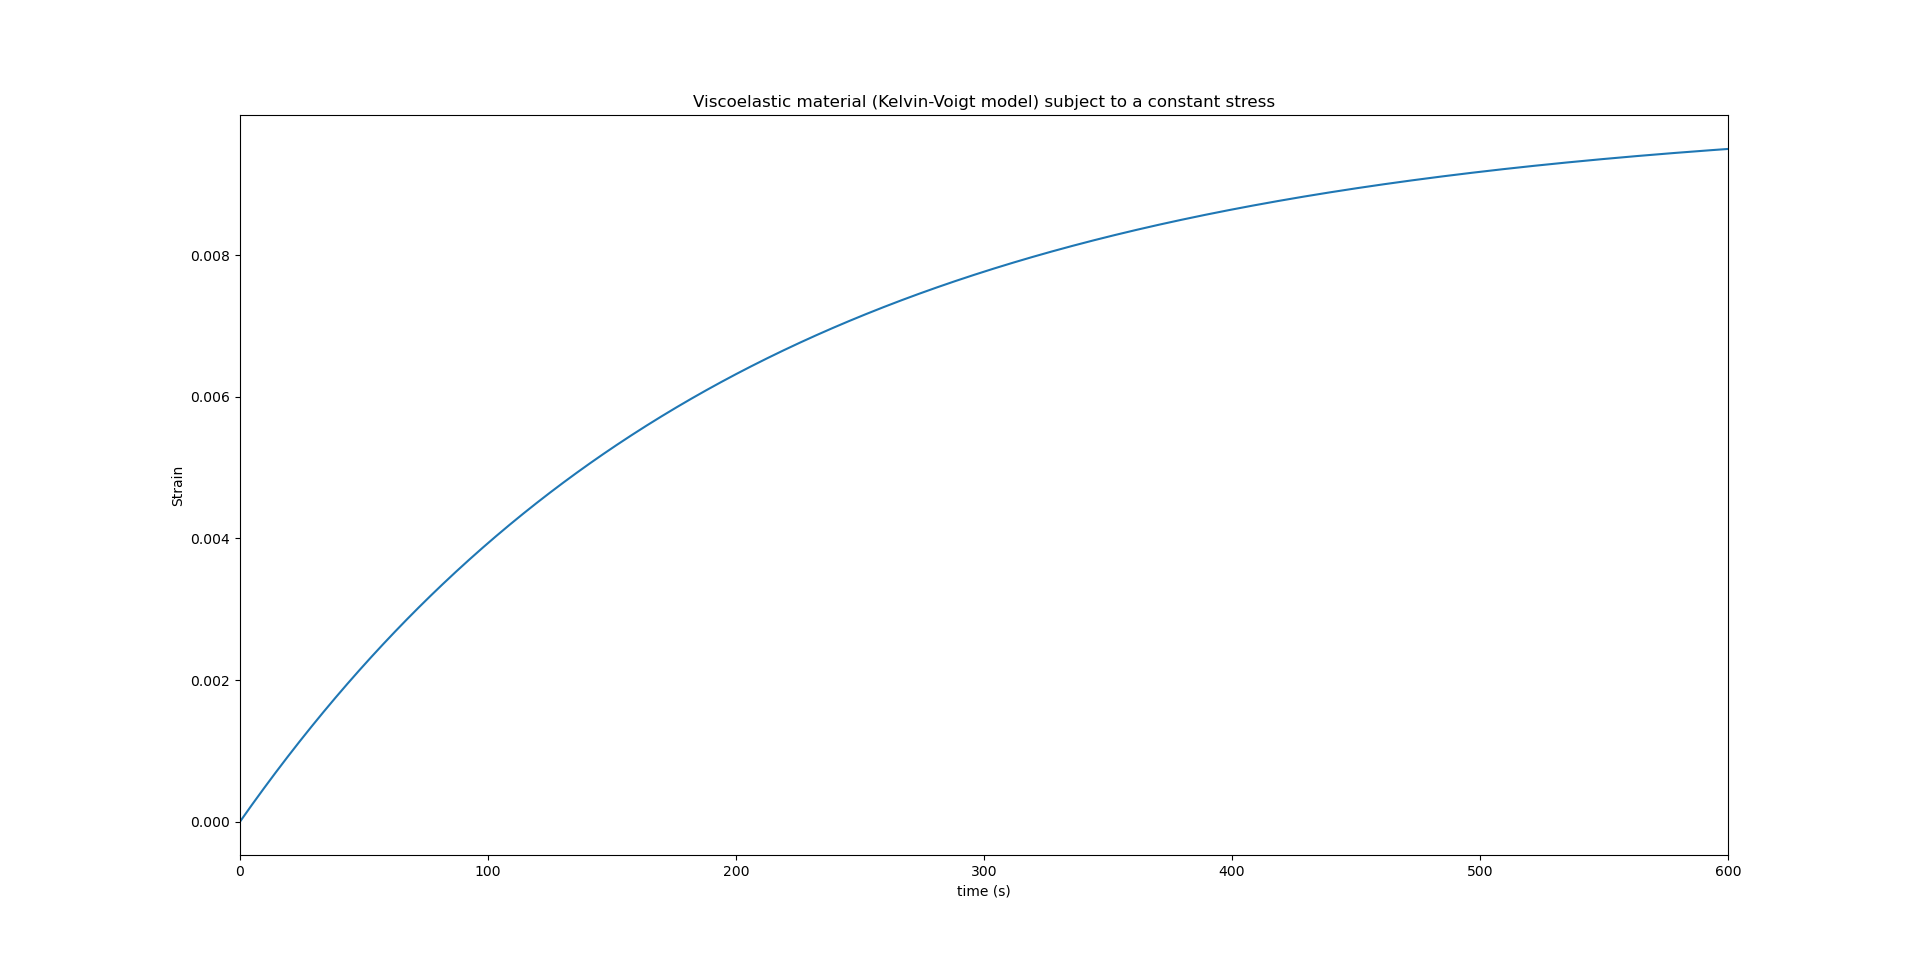 Viscoelastic material (Kelvin-Voigt model) subject to a constant stress
0.008
0.006
0.004
0.002
0.000
Strain
0 100 200 300 400 500 600
time (s)